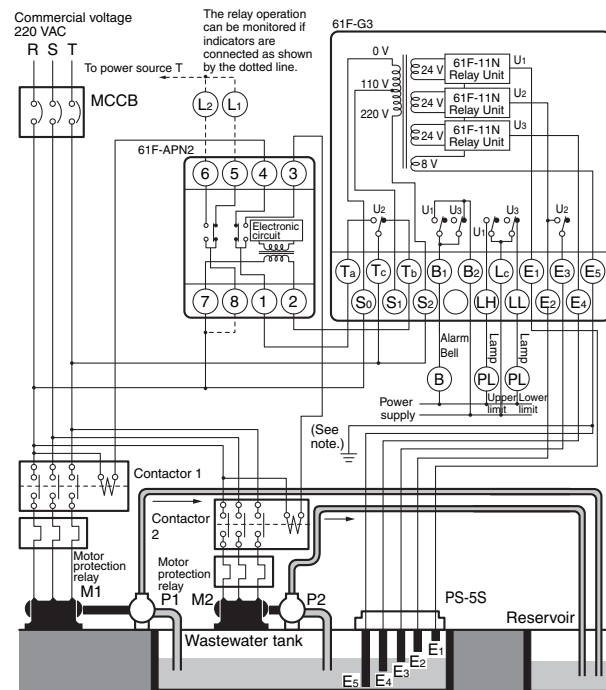 Commercial voltage
220 VAC
R S T
MCCB
The relay operation
can be monitored if
indicators are
connected as shown
by the dotted line.
To power source T
L2 L1
61F-APN2
6 5 4 3
Electronic
circuit
7 8 1 2
61F-G3
0 V
110 V
220 V
24 V
61F-11N
Relay Unit
U1
24 V
61F-11N
Relay Unit
U2
24 V
61F-11N
Relay Unit
U3
8 V
U2
U1 U3
U1
U3
U2
Ta Tc Tb B1 B2 Lc E1 E3 E5
S0 S1 S2 LH LL E2 E4
Alarm
Bell
Lamp
Lamp
B PL PL
Power
supply
Upper
limit
Lower
limit
(See
note.)
Contactor 1
Contactor
2
Motor
protection
relay
Motor
protection
relay
M1 P1 M2 P2
PS-5S
Reservoir
Wastewater tank
E1
E2
E3
E4
E5